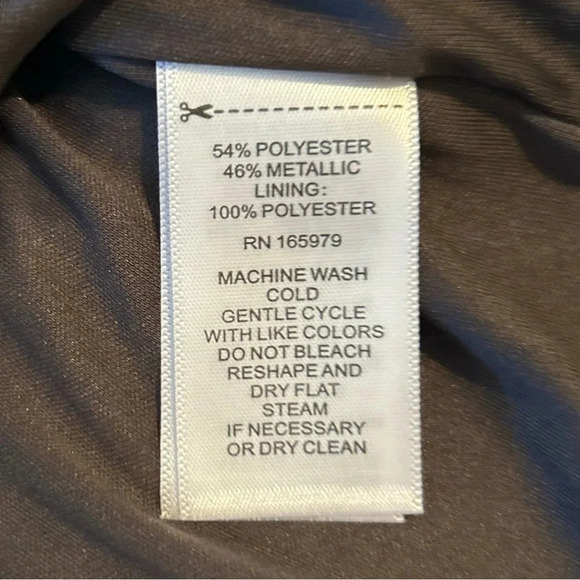 54% POLYESTER
46% METALLIC
LINING:
100% POLYESTER
RN 165979
MACHINE WASH
COLD
GENTLE CYCLE
WITH LIKE COLORS
DO NOT BLEACH
RESHAPE AND
DRY FLAT
STEAM
IF NECESSARY
OR DRY CLEAN